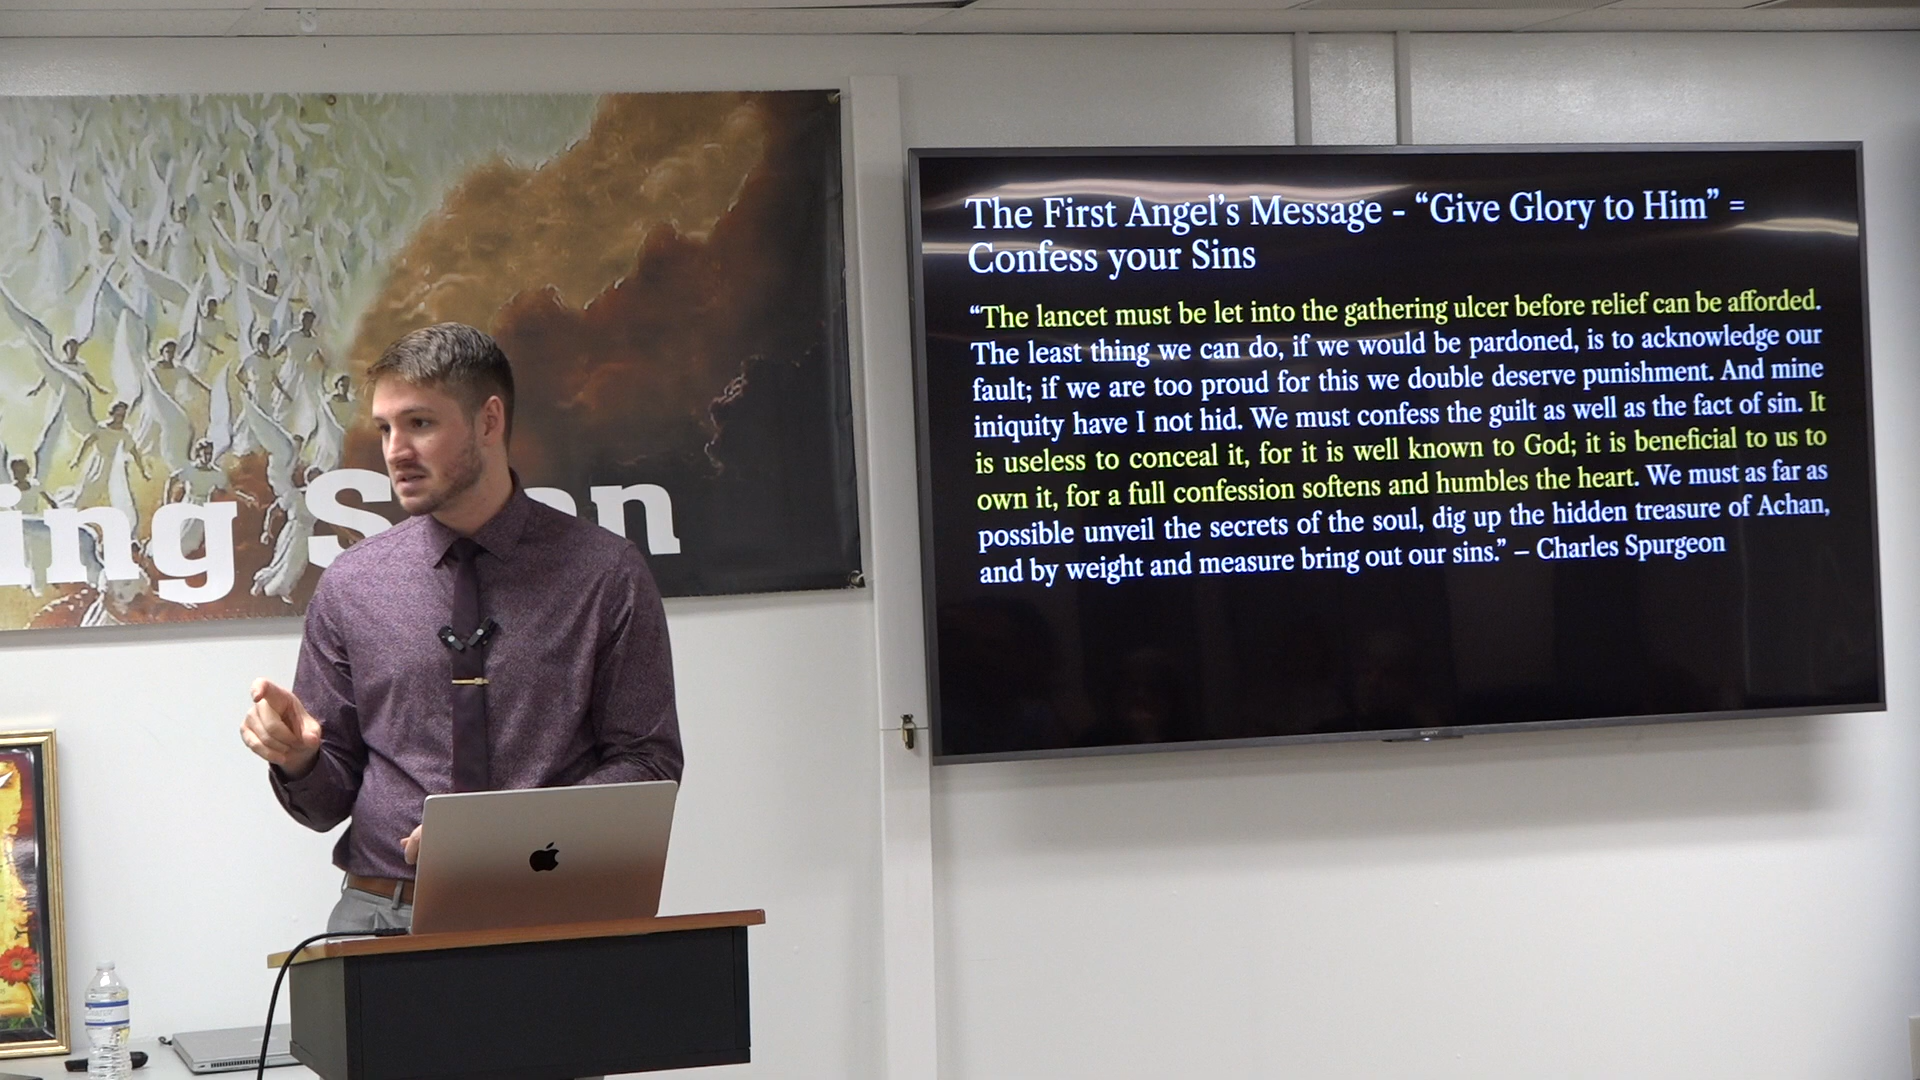 ing S
n
The First Angel’s Message - “Give Glory to Him” =
Confess your Sins
“The lancet must be let into the gathering ulcer before relief can be afforded.
The least thing we can do, if we would be pardoned, is to acknowledge our
fault; if we are too proud for this we double deserve punishment. And mine
iniquity have I not hid. We must confess the guilt as well as the fact of sin. It
is useless to conceal it, for it is well known to God; it is beneficial to us to
own it, for a full confession softens and humbles the heart. We must as far as
possible unveil the secrets of the soul, dig up the hidden treasure of Achan,
and by weight and measure bring out our sins.” – Charles Spurgeon
SONY